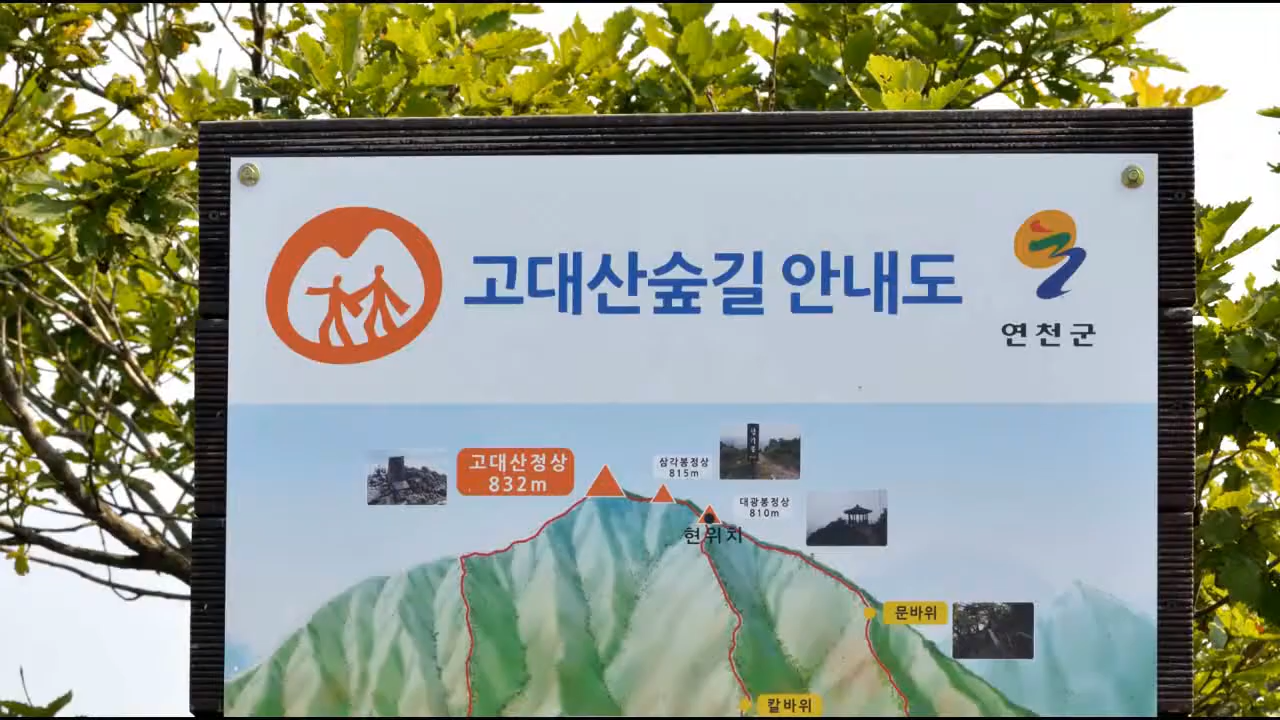 고대산숲길 안내도
연천군
고대산정상
832m
삼각봉정상
815m
대광봉정상
810m
현위치
문바위
칼바위